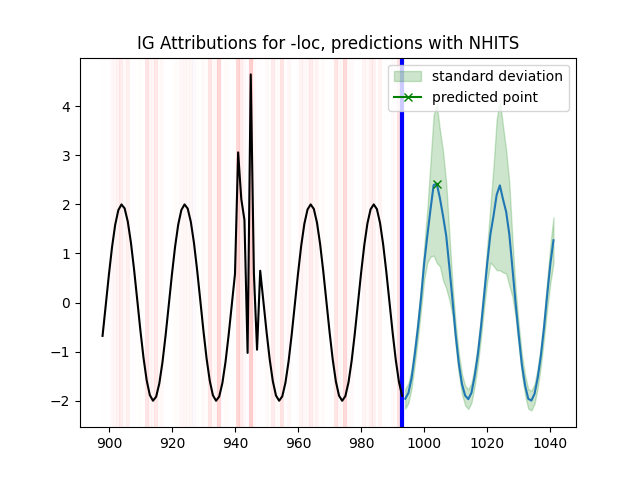 IG Attributions for -loc, predictions with NHITS
standard deviation
predicted point
4
3
2
1
0
−1
−2
900 920 940 960 980 1000 1020 1040